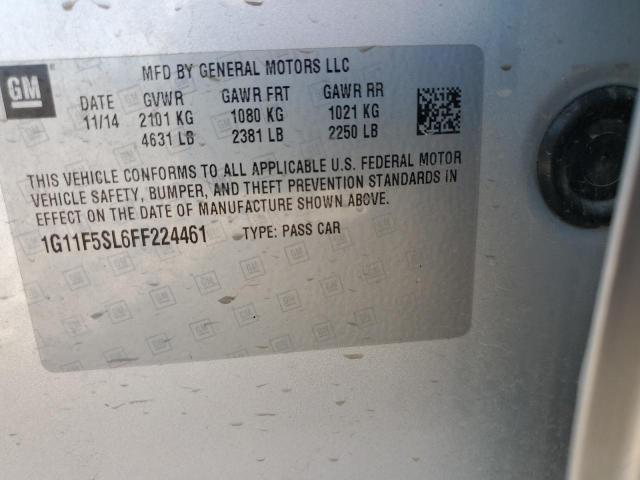 GM
MFD BY GENERAL MOTORS LLC
DATE GVWR GAWR FRT GAWR RR
11/14 2101 KG 1080 KG 1021 KG
4631 LB 2381 LB 2250 LB
THIS VEHICLE CONFORMS TO ALL APPLICABLE U.S. FEDERAL MOTOR
VEHICLE SAFETY, BUMPER, AND THEFT PREVENTION STANDARDS IN
EFFECT ON THE DATE OF MANUFACTURE SHOWN ABOVE.
1G11F5SL6FF224461 TYPE: PASS CAR